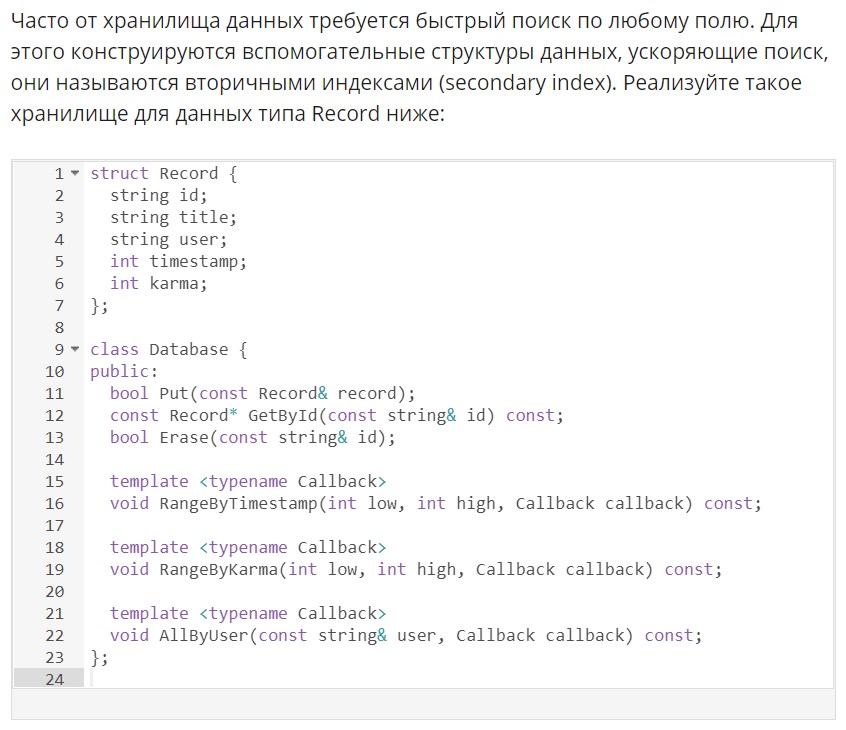 Часто от хранилища данных требуется быстрый поиск по любому полю. Для
этого конструируются вспомогательные структуры данных, ускоряющие поиск,
они называются вторичными индексами (secondary index). Реализуйте такое
хранилище для данных типа Record ниже:
1 struct Record {
2   string id;
3   string title;
4   string user;
5   int timestamp;
6   int karma;
7 };
8
9 class Database {
10 public:
11   bool Put(const Record& record);
12   const Record* GetById(const string& id) const;
13   bool Erase(const string& id);
14
15   template <typename Callback>
16   void RangeByTimestamp(int low, int high, Callback callback) const;
17
18   template <typename Callback>
19   void RangeByKarma(int low, int high, Callback callback) const;
20
21   template <typename Callback>
22   void AllByUser(const string& user, Callback callback) const;
23 };
24